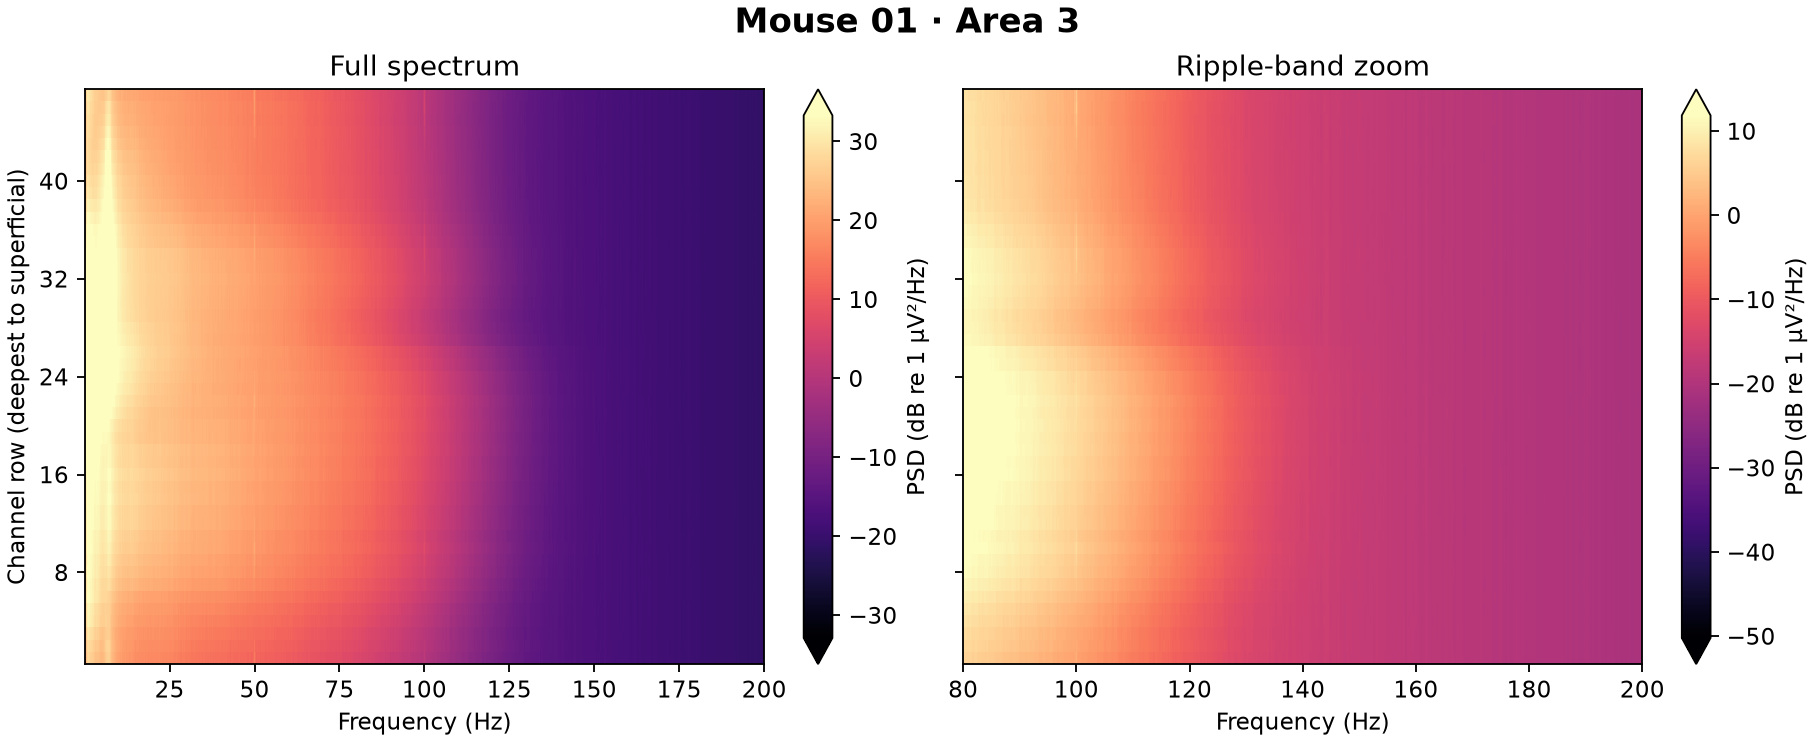 Mouse 01 · Area 3
Full spectrum
Channel row (deepest to superficial)
40
32
24
16
8
25 50 75 100 125 150 175 200
Frequency (Hz)
30
20
10
0
−10
−20
−30
PSD (dB re 1 µV²/Hz)
Ripple-band zoom
80 100 120 140 160 180 200
Frequency (Hz)
10
0
−10
−20
−30
−40
−50
PSD (dB re 1 µV²/Hz)